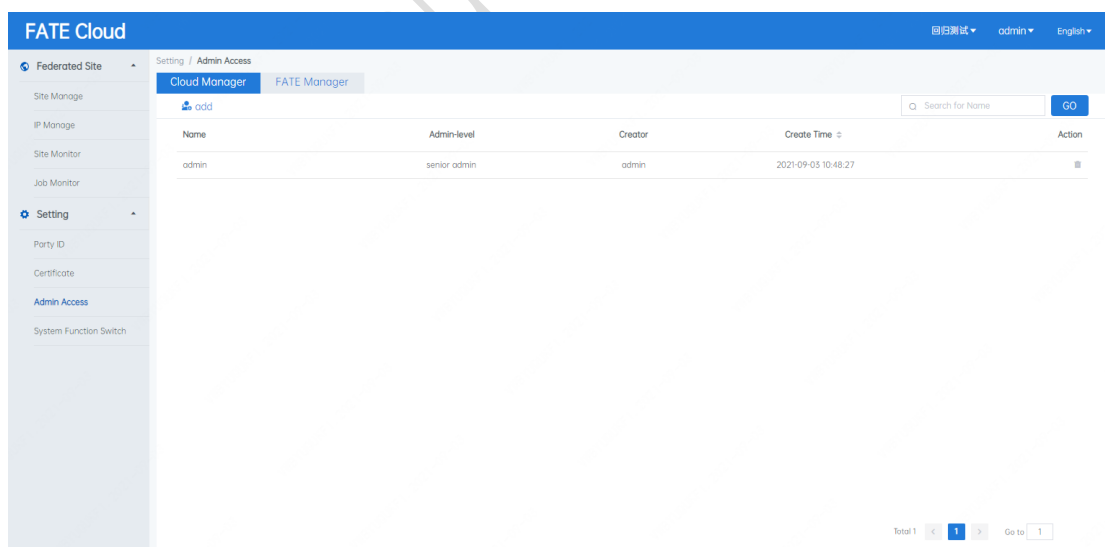 FATE Cloud 回归测试 admin English
Federated Site
Site Manage
IP Manage
Site Monitor
Job Monitor
Setting
Party ID
Certificate
Admin Access
System Function Switch
Setting / Admin Access
Cloud Manager FATE Manager
add Search for Name GO
Name Admin-level Creator Create Time Action
admin senior admin admin 2021-09-03 10:48:27
Total 1 < 1 > Go to 1